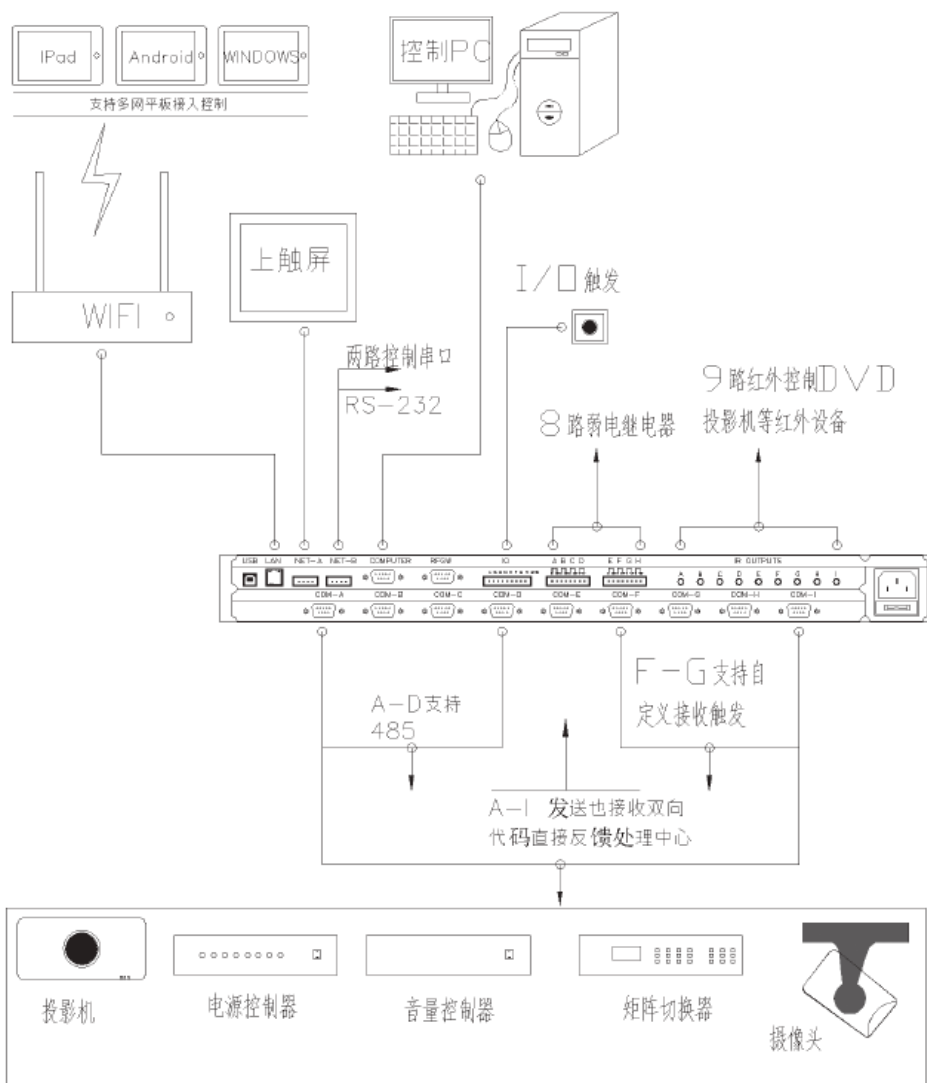 IPad
Android
WINDOWS
支持多网平板接入控制
控制PC
WIFI
上触屏
I/O 触发
两路控制串口
RS-232
8 路弱电继电器
9 路红外控制DVD
投影机等红外设备
USB LAN NET-A NET-B COMPUTER IO A B C D E F G H IR OUTPUTS
A B C D E F G H I
COM-A COM-B COM-C COM-D COM-E COM-F COM-G COM-H COM-I
A-D支持
485
F-G支持自
定义接收触发
A-I 发送也接收双向
代码直接反馈处理中心
投影机
电源控制器
音量控制器
矩阵切换器
摄像头